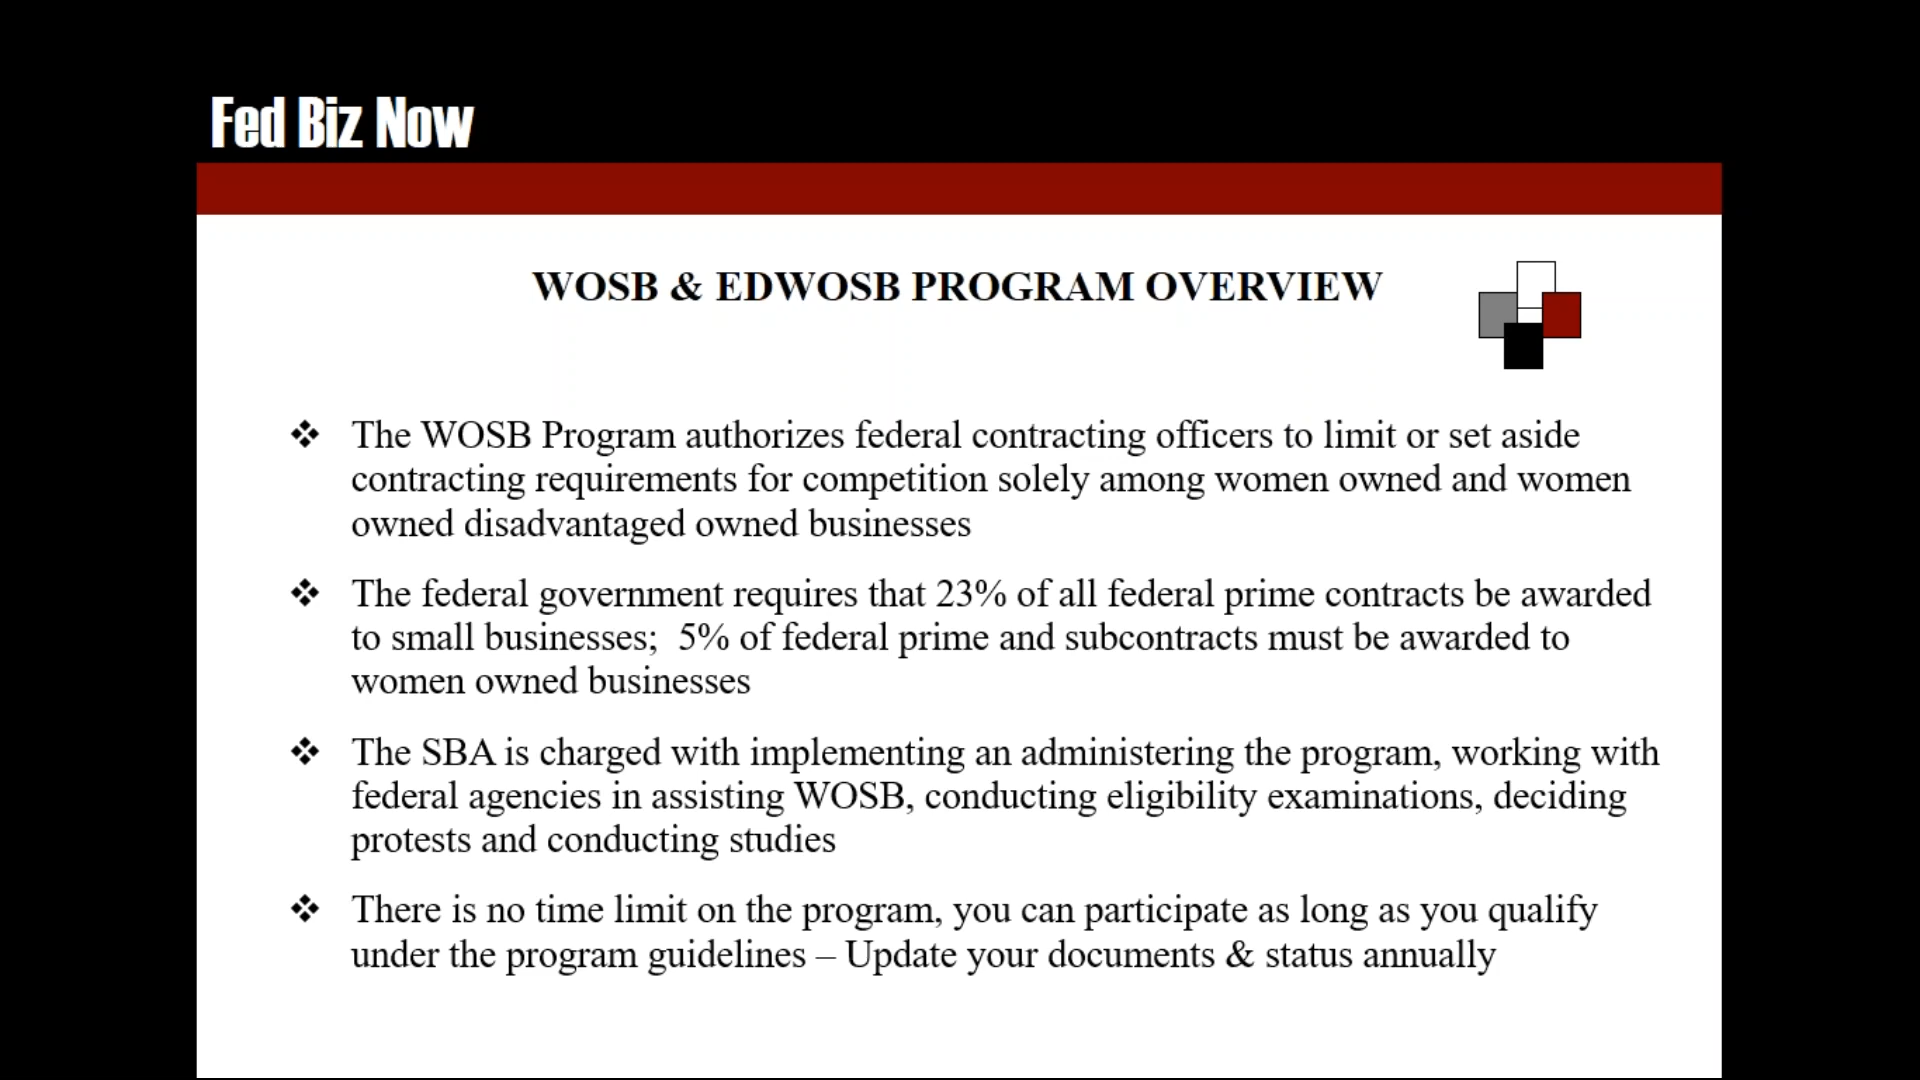 Fed Biz Now
WOSB & EDWOSB PROGRAM OVERVIEW
❖ The WOSB Program authorizes federal contracting officers to limit or set aside
contracting requirements for competition solely among women owned and women
owned disadvantaged owned businesses
❖ The federal government requires that 23% of all federal prime contracts be awarded
to small businesses;  5% of federal prime and subcontracts must be awarded to
women owned businesses
❖ The SBA is charged with implementing an administering the program, working with
federal agencies in assisting WOSB, conducting eligibility examinations, deciding
protests and conducting studies
❖ There is no time limit on the program, you can participate as long as you qualify
under the program guidelines – Update your documents & status annually